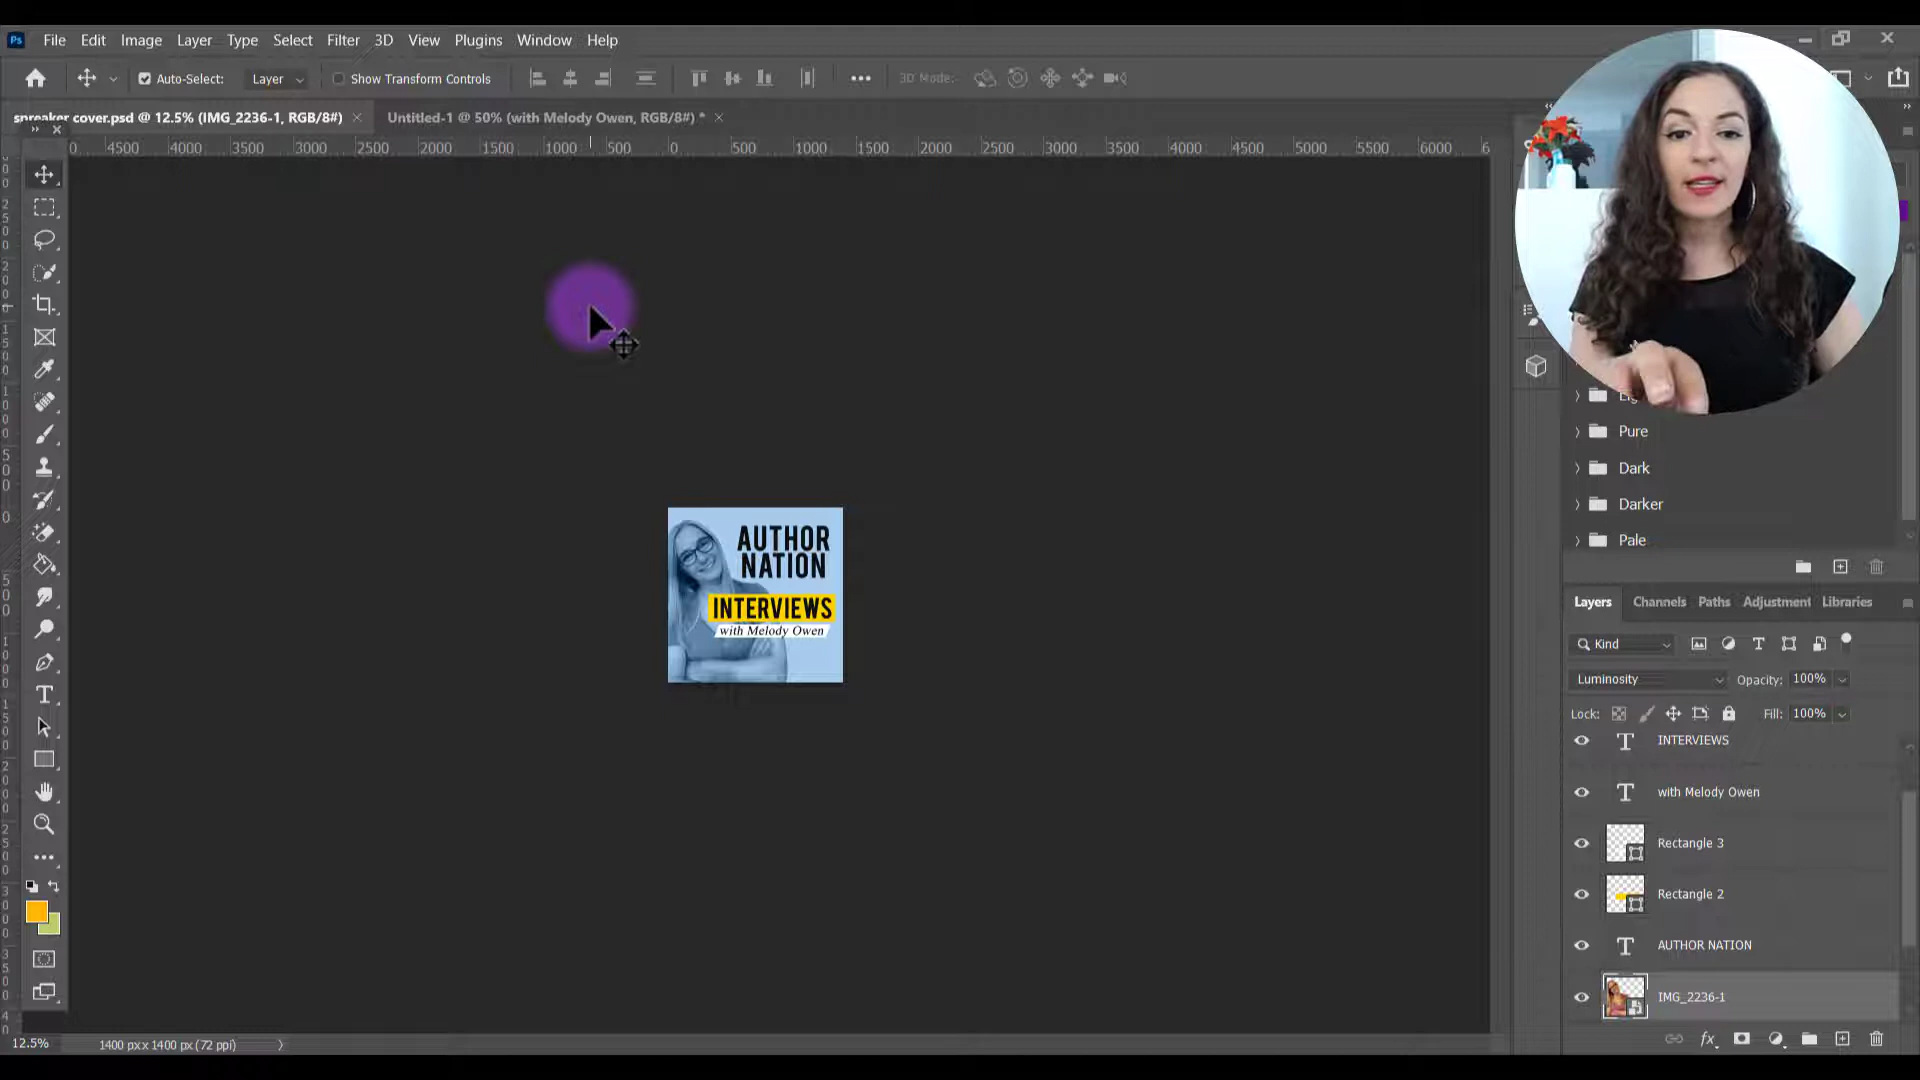 Ps File Edit Image Layer Type Select Filter 3D View Plugins Window Help
Auto-Select: Layer Show Transform Controls 3D Mode:
spreaker cover.psd @ 12.5% (IMG_2236-1, RGB/8#) Untitled-1 @ 50% (with Melody Owen, RGB/8#) *
4500 4000 3500 3000 2500 2000 1500 1000 500 0 500 1000 1500 2000 2500 3000 3500 4000 4500 5000 5500 6000 6
AUTHOR
NATION
INTERVIEWS
with Melody Owen
Pure
Dark
Darker
Pale
Layers Channels Paths Adjustment Libraries
Kind
Luminosity Opacity: 100%
Lock: Fill: 100%
INTERVIEWS
with Melody Owen
Rectangle 3
Rectangle 2
AUTHOR NATION
IMG_2236-1
fx
12.5% 1400 px x 1400 px (72 ppi)